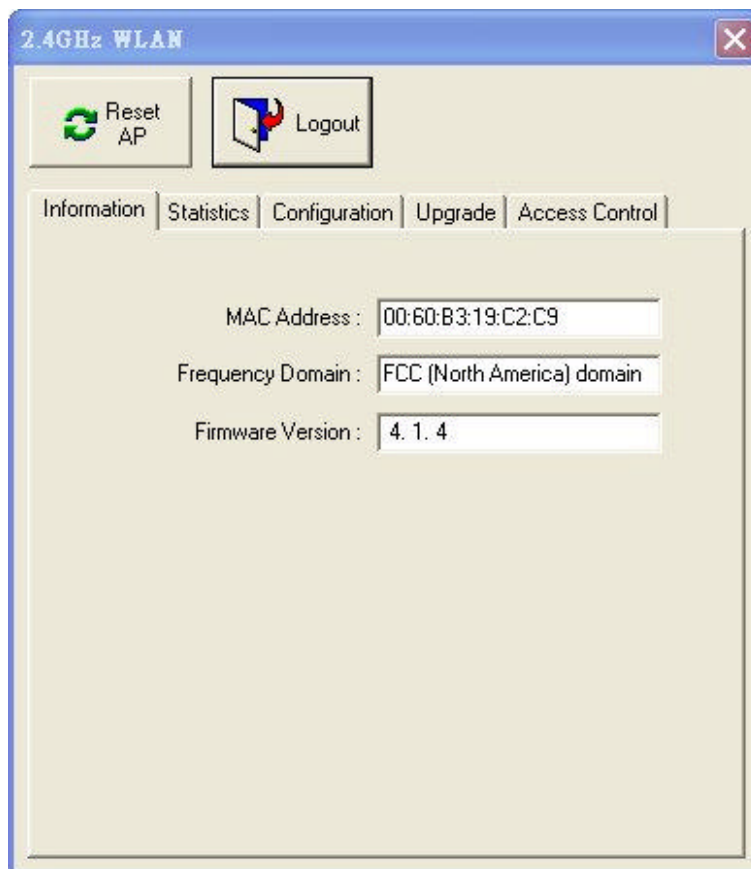 2.4GHz WLAN
Reset
AP
Logout
Information
Statistics
Configuration
Upgrade
Access Control
MAC Address : 00:60:B3:19:C2:C9
Frequency Domain : FCC (North America) domain
Firmware Version : 4. 1. 4